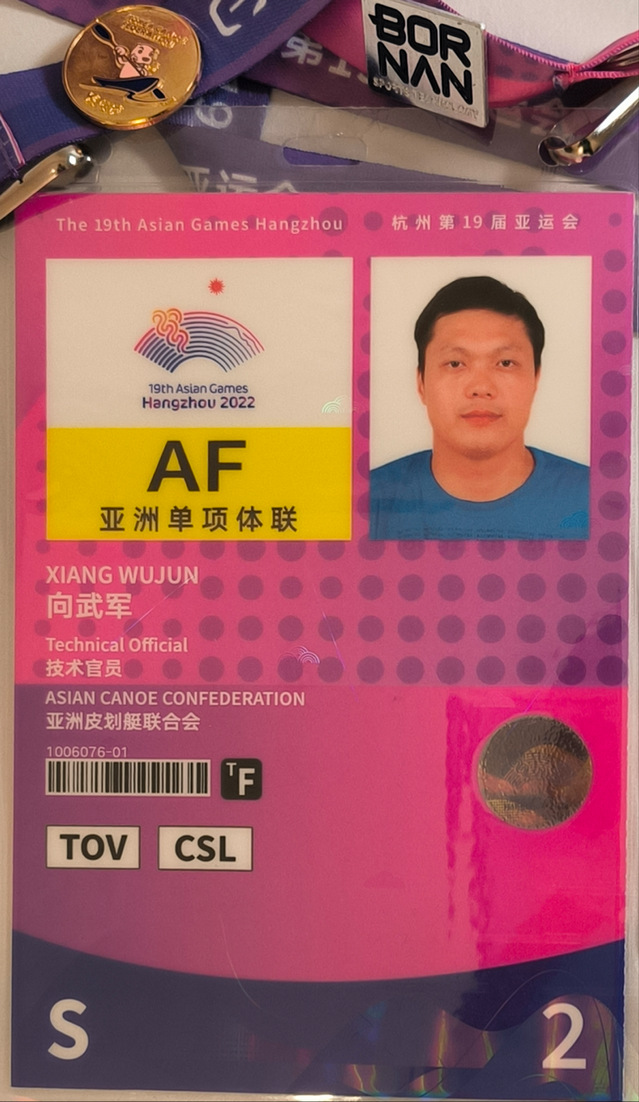 BOR
NAN
The 19th Asian Games Hangzhou
杭州第19届亚运会
19th Asian Games
Hangzhou 2022
AF
亚洲单项体联
XIANG WUJUN
向武军
Technical Official
技术官员
ASIAN CANOE CONFEDERATION
亚洲皮划艇联合会
1006076-01
TF
TOV
CSL
S
2